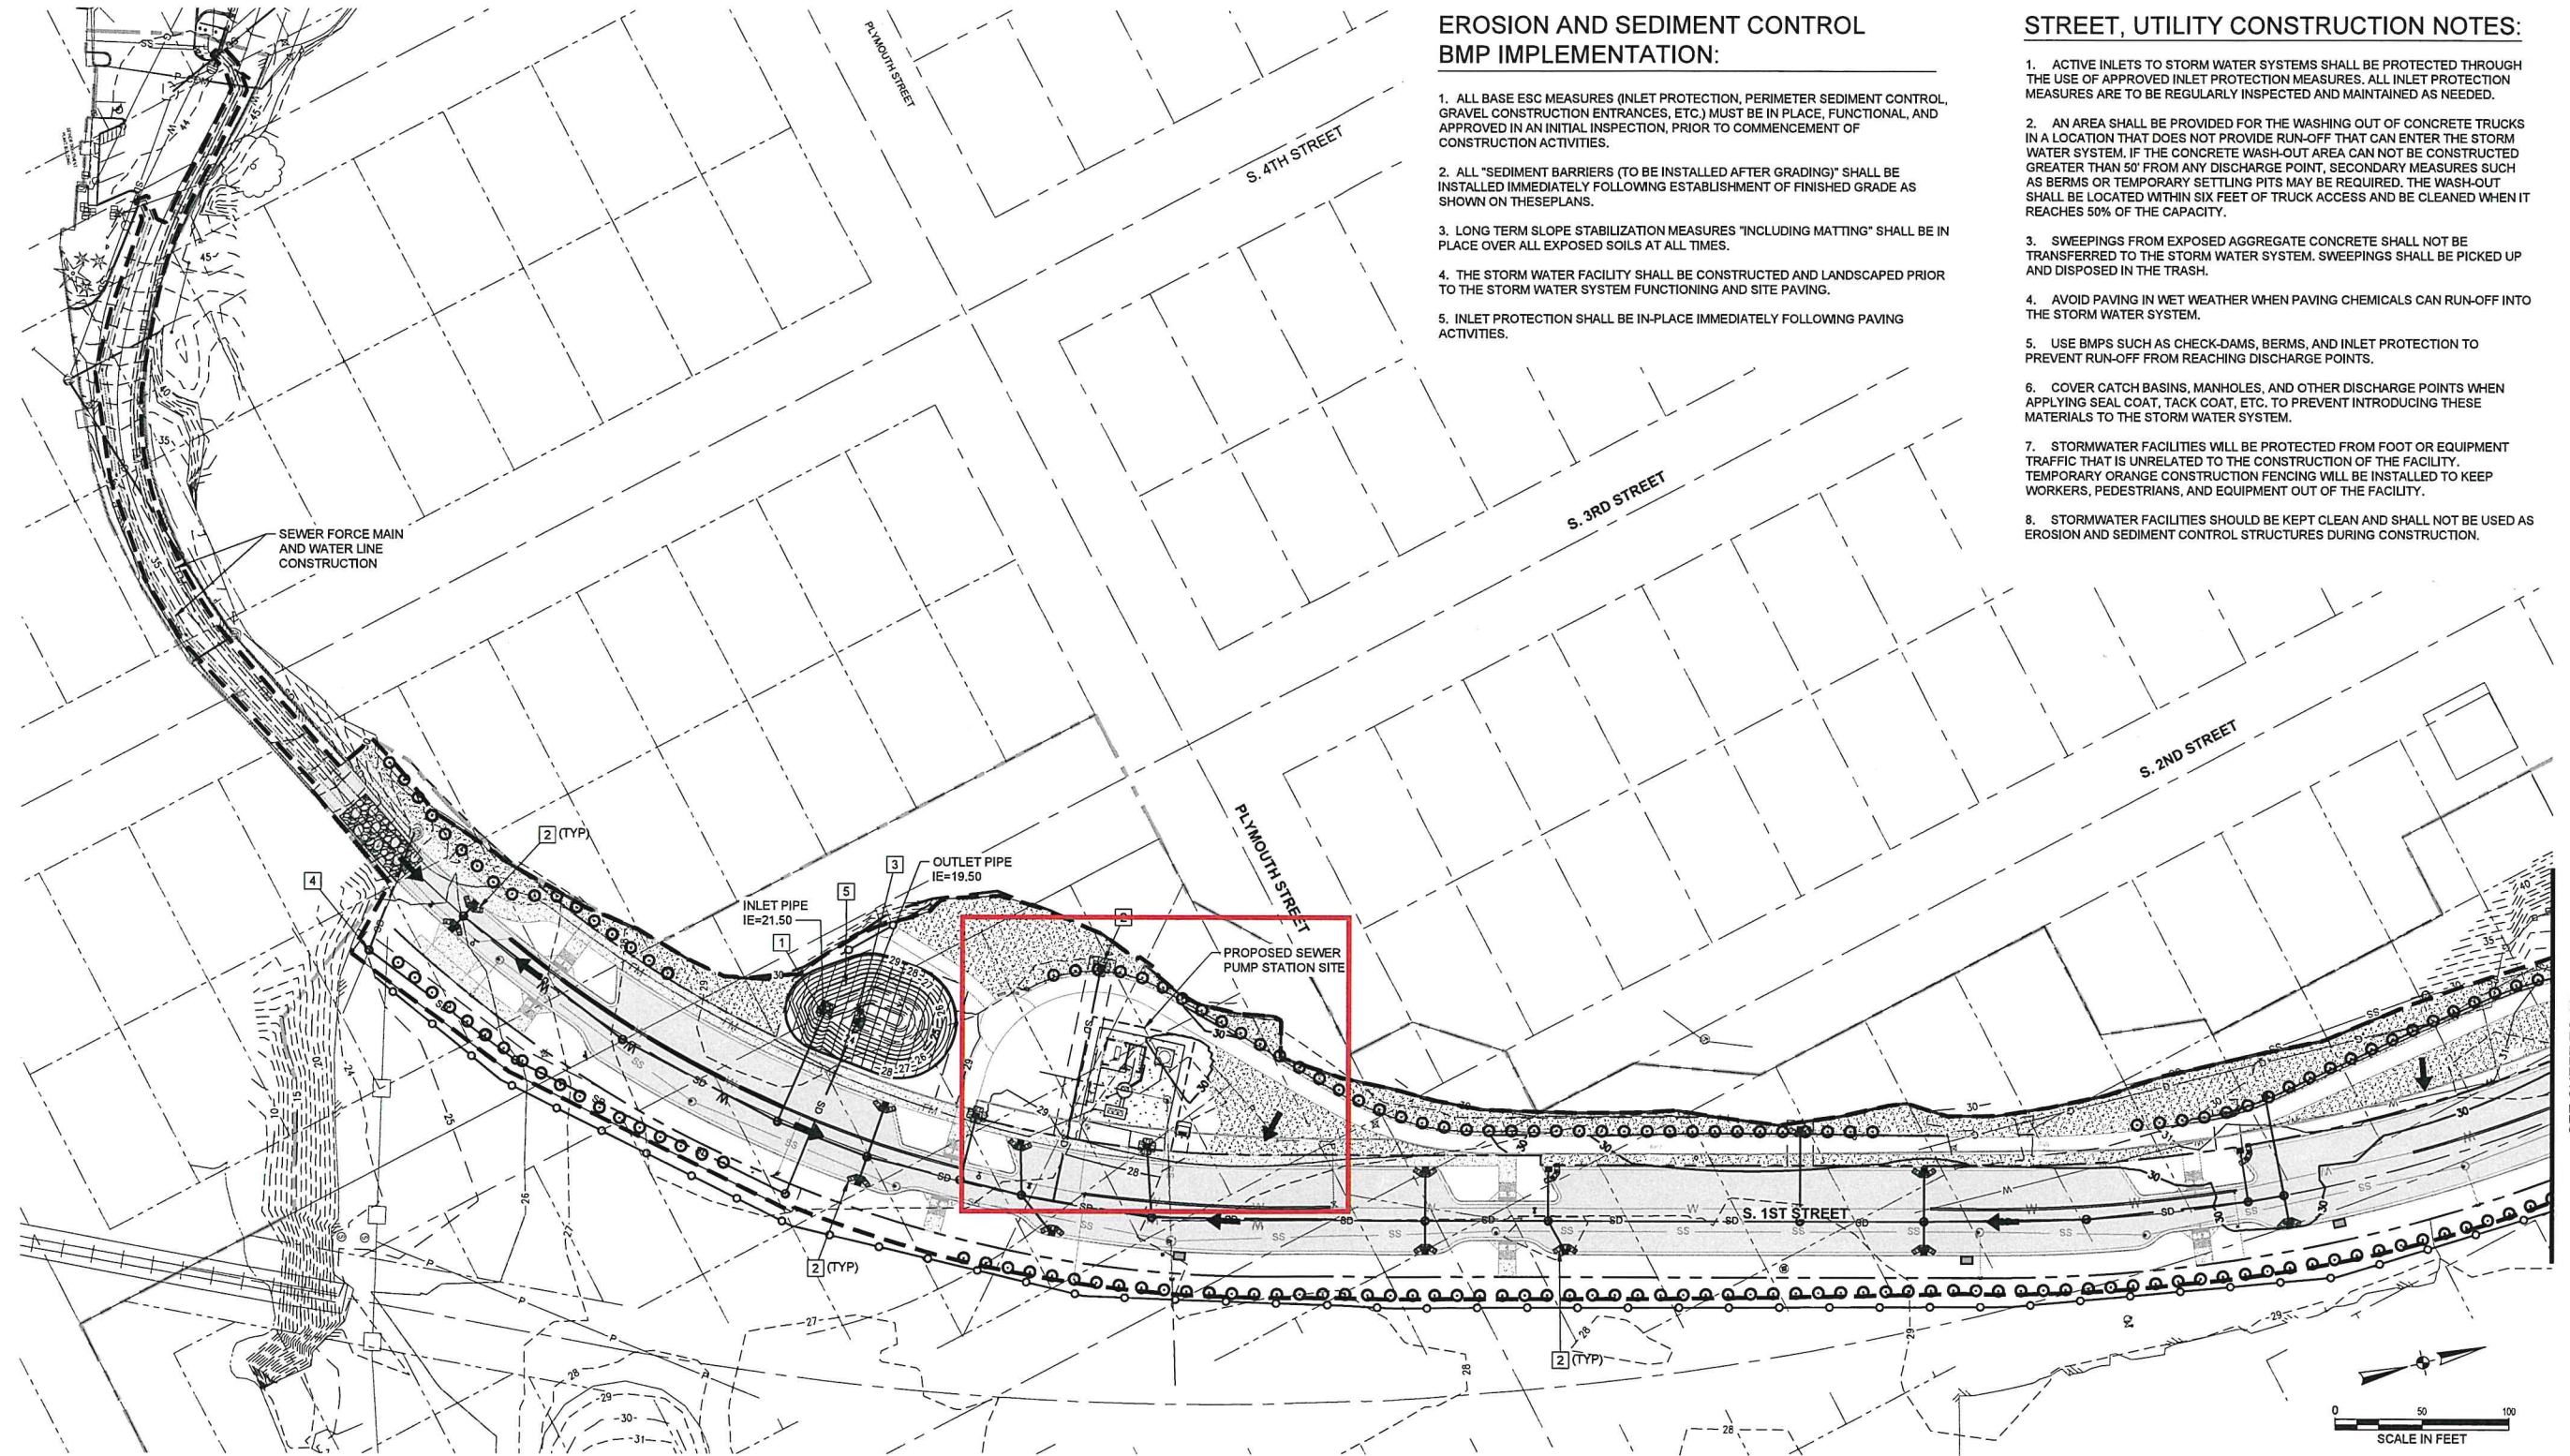 EROSION AND SEDIMENT CONTROL
BMP IMPLEMENTATION:
1. ALL BASE ESC MEASURES (INLET PROTECTION, PERIMETER SEDIMENT CONTROL,
GRAVEL CONSTRUCTION ENTRANCES, ETC.) MUST BE IN PLACE, FUNCTIONAL, AND
APPROVED IN AN INITIAL INSPECTION, PRIOR TO COMMENCEMENT OF
CONSTRUCTION ACTIVITIES.
2. ALL "SEDIMENT BARRIERS (TO BE INSTALLED AFTER GRADING)" SHALL BE
INSTALLED IMMEDIATELY FOLLOWING ESTABLISHMENT OF FINISHED GRADE AS
SHOWN ON THESEPLANS.
3. LONG TERM SLOPE STABILIZATION MEASURES "INCLUDING MATTING" SHALL BE IN
PLACE OVER ALL EXPOSED SOILS AT ALL TIMES.
4. THE STORM WATER FACILITY SHALL BE CONSTRUCTED AND LANDSCAPED PRIOR
TO THE STORM WATER SYSTEM FUNCTIONING AND SITE PAVING.
5. INLET PROTECTION SHALL BE IN-PLACE IMMEDIATELY FOLLOWING PAVING
ACTIVITIES.
STREET, UTILITY CONSTRUCTION NOTES:
1. ACTIVE INLETS TO STORM WATER SYSTEMS SHALL BE PROTECTED THROUGH
THE USE OF APPROVED INLET PROTECTION MEASURES. ALL INLET PROTECTION
MEASURES ARE TO BE REGULARLY INSPECTED AND MAINTAINED AS NEEDED.
2. AN AREA SHALL BE PROVIDED FOR THE WASHING OUT OF CONCRETE TRUCKS
IN A LOCATION THAT DOES NOT PROVIDE RUN-OFF THAT CAN ENTER THE STORM
WATER SYSTEM. IF THE CONCRETE WASH-OUT AREA CAN NOT BE CONSTRUCTED
GREATER THAN 50' FROM ANY DISCHARGE POINT, SECONDARY MEASURES SUCH
AS BERMS OR TEMPORARY SETTLING PITS MAY BE REQUIRED. THE WASH-OUT
SHALL BE LOCATED WITHIN SIX FEET OF TRUCK ACCESS AND BE CLEANED WHEN IT
REACHES 50% OF THE CAPACITY.
3. SWEEPINGS FROM EXPOSED AGGREGATE CONCRETE SHALL NOT BE
TRANSFERRED TO THE STORM WATER SYSTEM. SWEEPINGS SHALL BE PICKED UP
AND DISPOSED IN THE TRASH.
4. AVOID PAVING IN WET WEATHER WHEN PAVING CHEMICALS CAN RUN-OFF INTO
THE STORM WATER SYSTEM.
5. USE BMPS SUCH AS CHECK-DAMS, BERMS, AND INLET PROTECTION TO
PREVENT RUN-OFF FROM REACHING DISCHARGE POINTS.
6. COVER CATCH BASINS, MANHOLES, AND OTHER DISCHARGE POINTS WHEN
APPLYING SEAL COAT, TACK COAT, ETC. TO PREVENT INTRODUCING THESE
MATERIALS TO THE STORM WATER SYSTEM.
7. STORMWATER FACILITIES WILL BE PROTECTED FROM FOOT OR EQUIPMENT
TRAFFIC THAT IS UNRELATED TO THE CONSTRUCTION OF THE FACILITY.
TEMPORARY ORANGE CONSTRUCTION FENCING WILL BE INSTALLED TO KEEP
WORKERS, PEDESTRIANS, AND EQUIPMENT OUT OF THE FACILITY.
8. STORMWATER FACILITIES SHOULD BE KEPT CLEAN AND SHALL NOT BE USED AS
EROSION AND SEDIMENT CONTROL STRUCTURES DURING CONSTRUCTION.
PLYMOUTH STREET
S. 4TH STREET
S. 3RD STREET
S. 2ND STREET
SEWER FORCE MAIN
AND WATER LINE
CONSTRUCTION
2 (TYP)
4
3
OUTLET PIPE
IE=19.50
5
INLET PIPE
IE=21.50
1
PLYMOUTH STREET
2
PROPOSED SEWER
PUMP STATION SITE
S. 1ST STREET
2 (TYP)
2 (TYP)
0 50 100
SCALE IN FEET